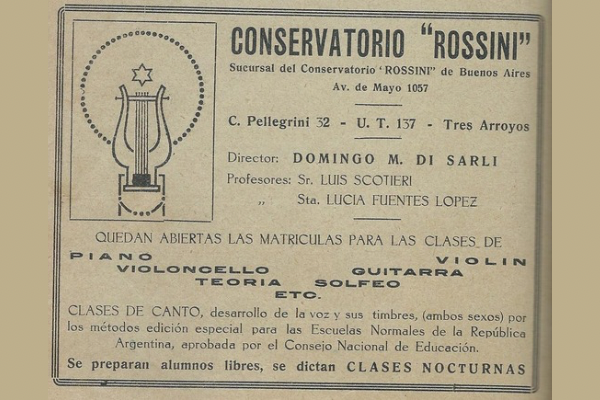 CONSERVATORIO "ROSSINI"
Sucursal del Conservatorio "ROSSINI" de Buenos Aires
Av. de Mayo 1057
C. Pellegrini 32 - U. T. 137 - Tres Arroyos
Director: DOMINGO M. DI SARLI
Profesores: Sr. LUIS SCOTIERI
„ Sta. LUCIA FUENTES LOPEZ
QUEDAN ABIERTAS LAS MATRICULAS PARA LAS CLASES DE
PIANO VIOLIN
VIOLONCELLO GUITARRA
TEORIA SOLFEO
ETC.
CLASES DE CANTO, desarrollo de la voz y sus timbres, (ambos sexos) por
los métodos edición especial para las Escuelas Normales de la República
Argentina, aprobada por el Consejo Nacional de Educación.
Se preparan alumnos libres, se dictan CLASES NOCTURNAS